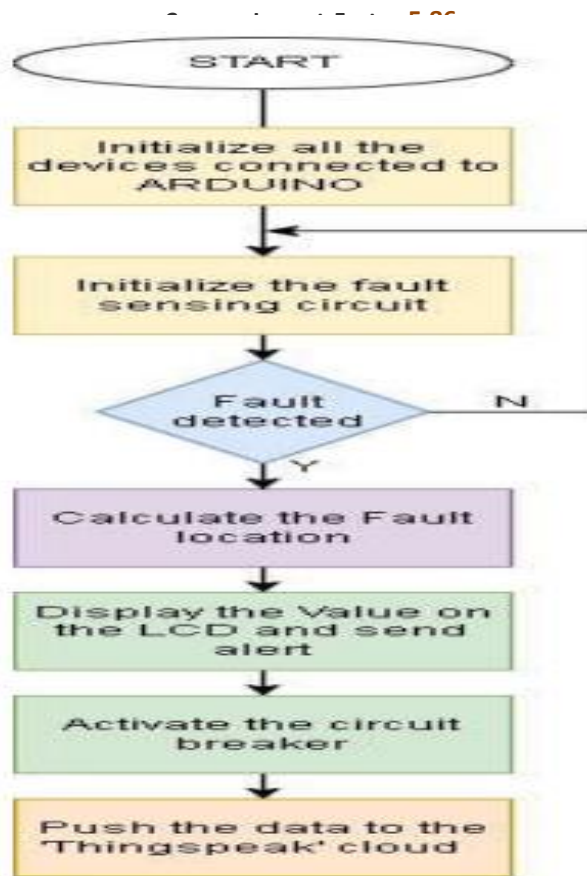 5.86
START
Initialize all the
devices connected to
ARDUINO
Initialize the fault
sensing circuit
Fault
detected
N
Y
Calculate the Fault
location
Display the Value on
the LCD and send
alert
Activate the circuit
breaker
Push the data to the
'Thingspeak' cloud